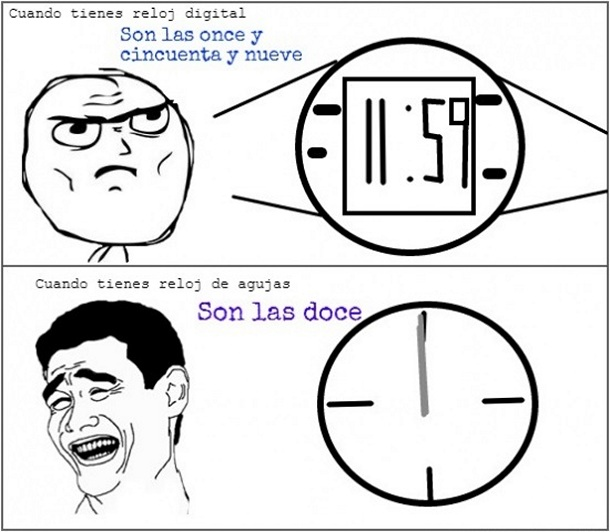 Cuando tienes reloj digital
Son las once y
cincuenta y nueve
11:59
Cuando tienes reloj de agujas
Son las doce